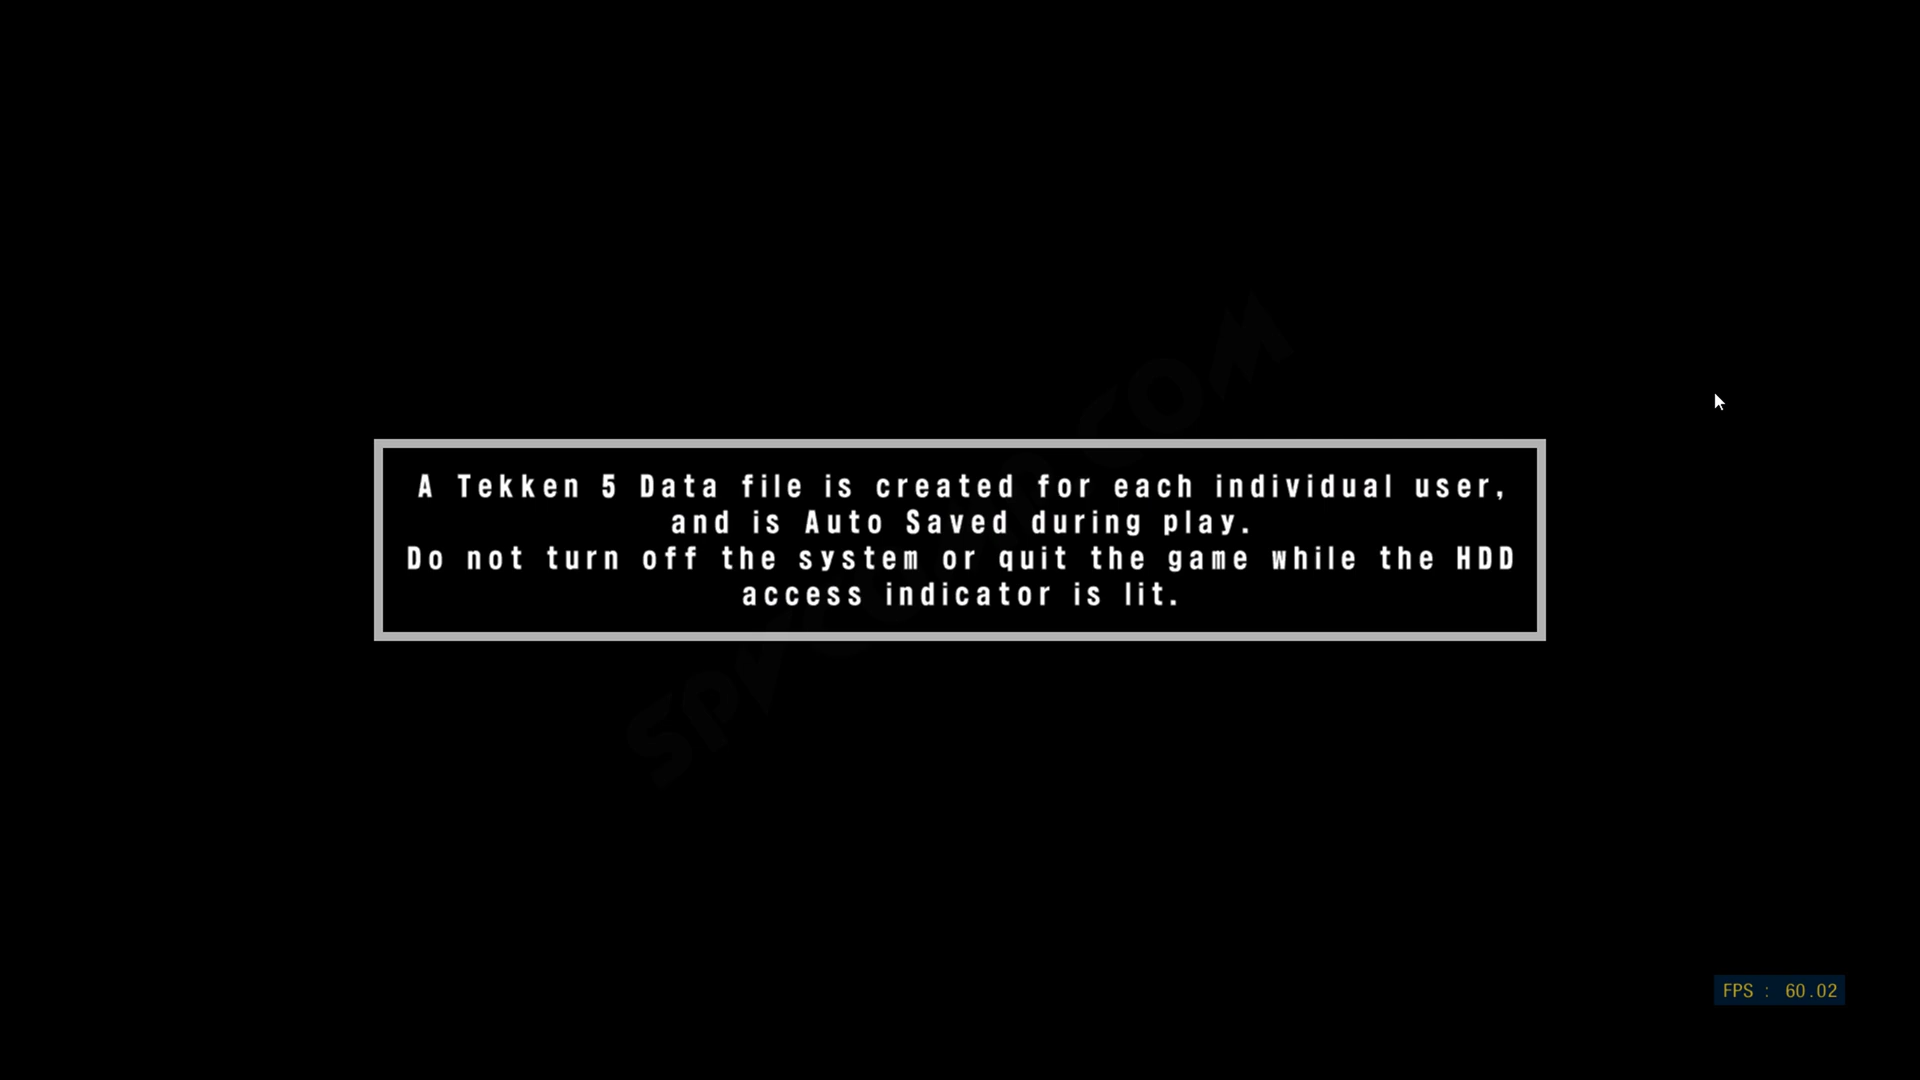 A Tekken 5 Data file is created for each individual user,
and is Auto Saved during play.
Do not turn off the system or quit the game while the HDD
access indicator is lit.
FPS : 60.02